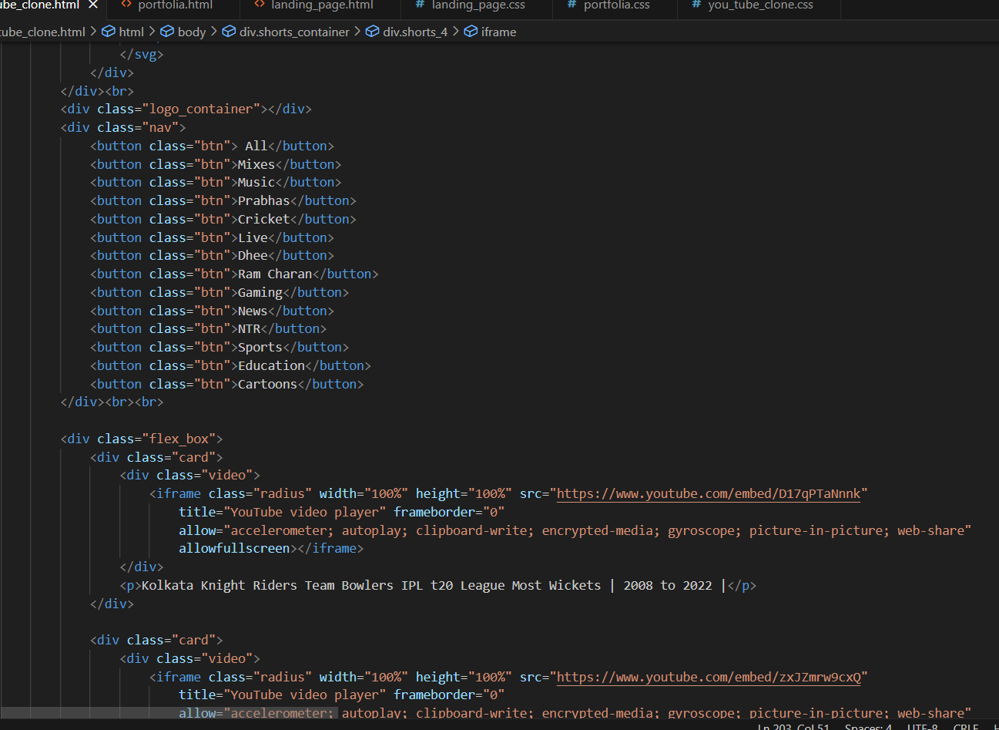 ube_clone.html × <> portfolia.html <> landing_page.html # landing_page.css # portfolia.css # you_tube_clone.css
tube_clone.html > html > body > div.shorts_container > div.shorts_4 > iframe
</svg>
</div>
</div><br>
<div class="logo_container"></div>
<div class="nav">
<button class="btn"> All</button>
<button class="btn">Mixes</button>
<button class="btn">Music</button>
<button class="btn">Prabhas</button>
<button class="btn">Cricket</button>
<button class="btn">Live</button>
<button class="btn">Dhee</button>
<button class="btn">Ram Charan</button>
<button class="btn">Gaming</button>
<button class="btn">News</button>
<button class="btn">NTR</button>
<button class="btn">Sports</button>
<button class="btn">Education</button>
<button class="btn">Cartoons</button>
</div><br><br>
<div class="flex_box">
<div class="card">
<div class="video">
<iframe class="radius" width="100%" height="100%" src="https://www.youtube.com/embed/D17qPTaNnnk"
title="YouTube video player" frameborder="0"
allow="accelerometer; autoplay; clipboard-write; encrypted-media; gyroscope; picture-in-picture; web-share"
allowfullscreen></iframe>
</div>
<p>Kolkata Knight Riders Team Bowlers IPL t20 League Most Wickets | 2008 to 2022 |</p>
</div>
<div class="card">
<div class="video">
<iframe class="radius" width="100%" height="100%" src="https://www.youtube.com/embed/zxJZmrw9cxQ"
title="YouTube video player" frameborder="0"
allow="accelerometer; autoplay; clipboard-write; encrypted-media; gyroscope; picture-in-picture; web-share"
Ln 203, Col 51 Spaces: 4 UTF-8 CRLF